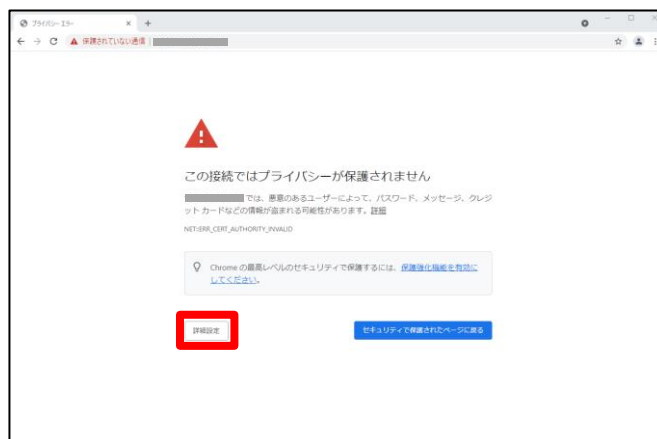 プライバシー エラー
保護されていない通信
この接続ではプライバシーが保護されません
では、悪意のあるユーザーによって、パスワード、メッセージ、クレジ
ット カードなどの情報が盗まれる可能性があります。詳細
NET::ERR_CERT_AUTHORITY_INVALID
Chrome の最高レベルのセキュリティで保護するには、保護強化機能を有効に
してください。
詳細設定
セキュリティで保護されたページに戻る